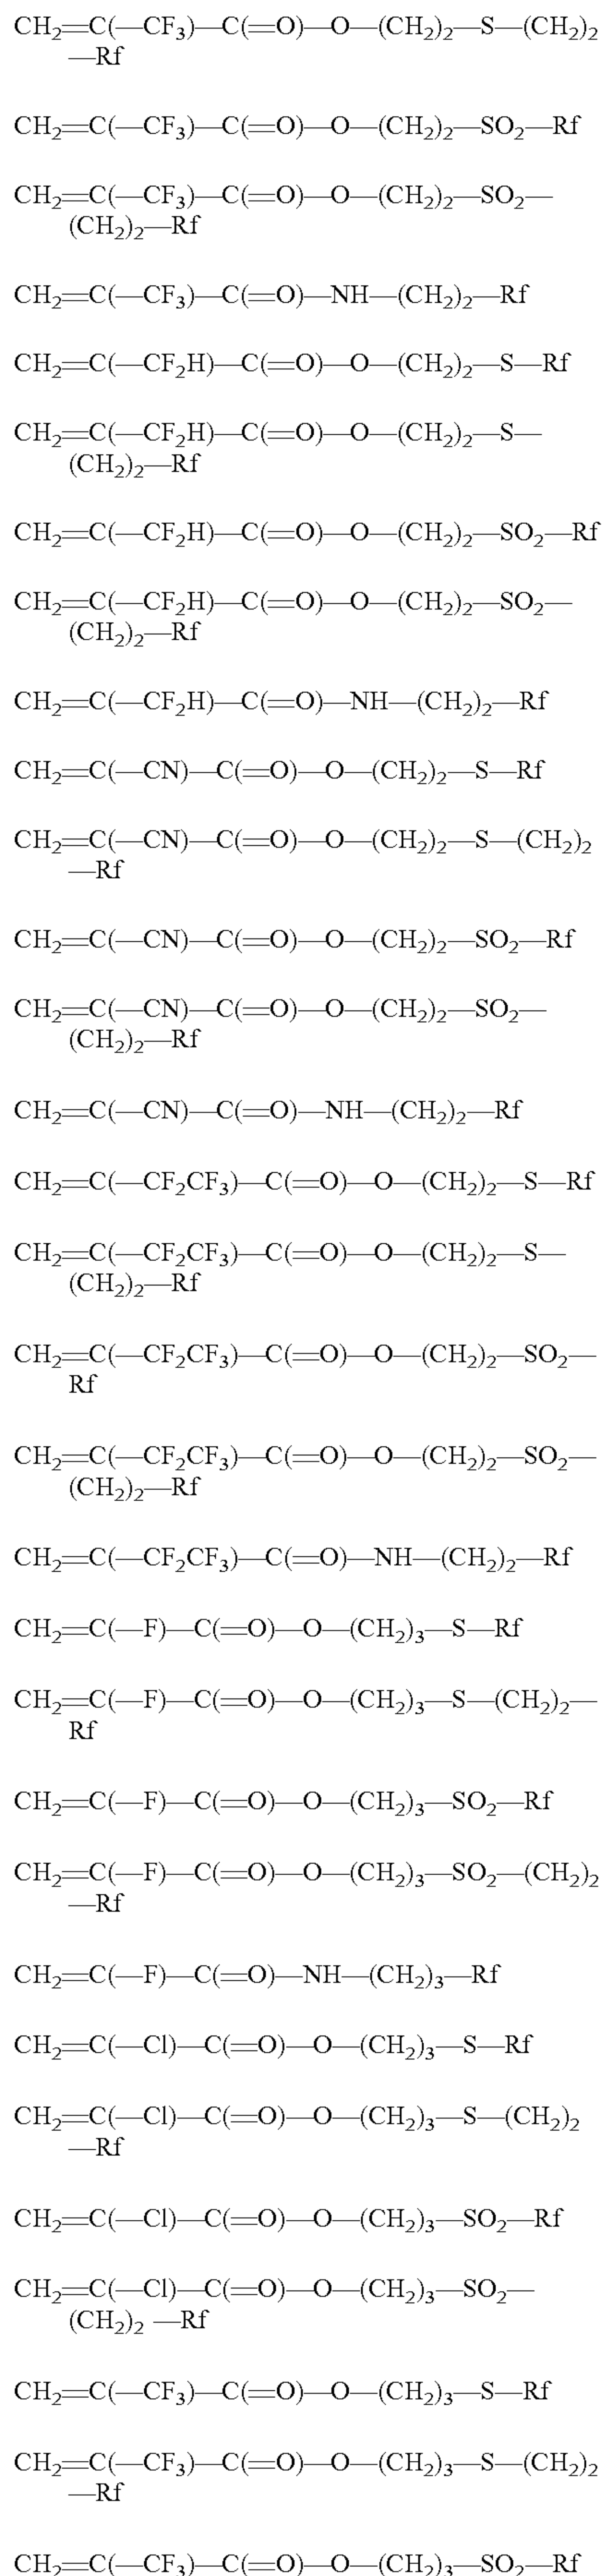 CH₂=C(—CF₃)—C(=O)—O—(CH₂)₂—S—(CH₂)₂
—Rf
CH₂=C(—CF₃)—C(=O)—O—(CH₂)₂—SO₂—Rf
CH₂=C(—CF₃)—C(=O)—O—(CH₂)₂—SO₂—
(CH₂)₂—Rf
CH₂=C(—CF₃)—C(=O)—NH—(CH₂)₂—Rf
CH₂=C(—CF₂H)—C(=O)—O—(CH₂)₂—S—Rf
CH₂=C(—CF₂H)—C(=O)—O—(CH₂)₂—S—
(CH₂)₂—Rf
CH₂=C(—CF₂H)—C(=O)—O—(CH₂)₂—SO₂—Rf
CH₂=C(—CF₂H)—C(=O)—O—(CH₂)₂—SO₂—
(CH₂)₂—Rf
CH₂=C(—CF₂H)—C(=O)—NH—(CH₂)₂—Rf
CH₂=C(—CN)—C(=O)—O—(CH₂)₂—S—Rf
CH₂=C(—CN)—C(=O)—O—(CH₂)₂—S—(CH₂)₂
—Rf
CH₂=C(—CN)—C(=O)—O—(CH₂)₂—SO₂—Rf
CH₂=C(—CN)—C(=O)—O—(CH₂)₂—SO₂—
(CH₂)₂—Rf
CH₂=C(—CN)—C(=O)—NH—(CH₂)₂—Rf
CH₂=C(—CF₂CF₃)—C(=O)—O—(CH₂)₂—S—Rf
CH₂=C(—CF₂CF₃)—C(=O)—O—(CH₂)₂—S—
(CH₂)₂—Rf
CH₂=C(—CF₂CF₃)—C(=O)—O—(CH₂)₂—SO₂—
Rf
CH₂=C(—CF₂CF₃)—C(=O)—O—(CH₂)₂—SO₂—
(CH₂)₂—Rf
CH₂=C(—CF₂CF₃)—C(=O)—NH—(CH₂)₂—Rf
CH₂=C(—F)—C(=O)—O—(CH₂)₃—S—Rf
CH₂=C(—F)—C(=O)—O—(CH₂)₃—S—(CH₂)₂—
Rf
CH₂=C(—F)—C(=O)—O—(CH₂)₃—SO₂—Rf
CH₂=C(—F)—C(=O)—O—(CH₂)₃—SO₂—(CH₂)₂
—Rf
CH₂=C(—F)—C(=O)—NH—(CH₂)₃—Rf
CH₂=C(—Cl)—C(=O)—O—(CH₂)₃—S—Rf
CH₂=C(—Cl)—C(=O)—O—(CH₂)₃—S—(CH₂)₂
—Rf
CH₂=C(—Cl)—C(=O)—O—(CH₂)₃—SO₂—Rf
CH₂=C(—Cl)—C(=O)—O—(CH₂)₃—SO₂—
(CH₂)₂ —Rf
CH₂=C(—CF₃)—C(=O)—O—(CH₂)₃—S—Rf
CH₂=C(—CF₃)—C(=O)—O—(CH₂)₃—S—(CH₂)₂
—Rf
CH₂=C(—CF₃)—C(=O)—O—(CH₂)₃—SO₂—Rf